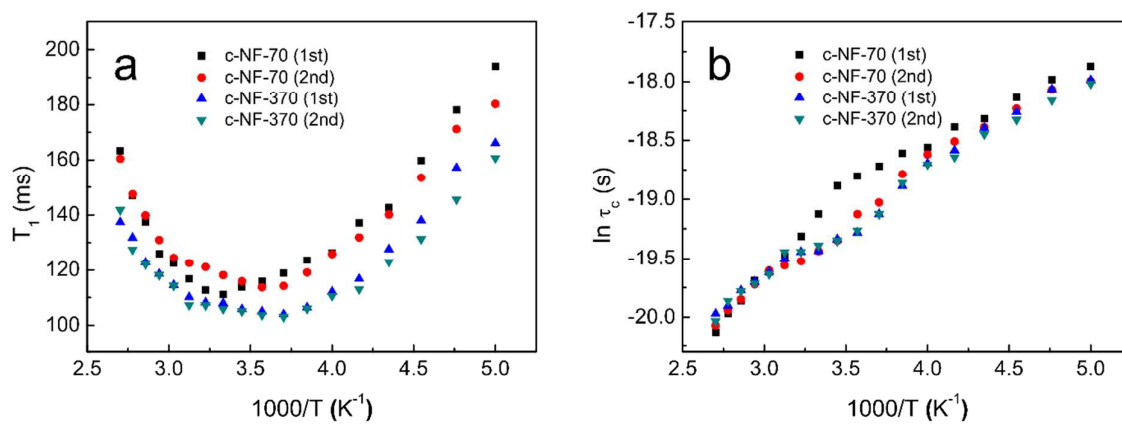 a
c-NF-70 (1st)
c-NF-70 (2nd)
c-NF-370 (1st)
c-NF-370 (2nd)
T₁ (ms)
200
180
160
140
120
100
2.5 3.0 3.5 4.0 4.5 5.0
1000/T (K⁻¹)
b
c-NF-70 (1st)
c-NF-70 (2nd)
c-NF-370 (1st)
c-NF-370 (2nd)
ln τc (s)
-17.5
-18.0
-18.5
-19.0
-19.5
-20.0
2.5 3.0 3.5 4.0 4.5 5.0
1000/T (K⁻¹)